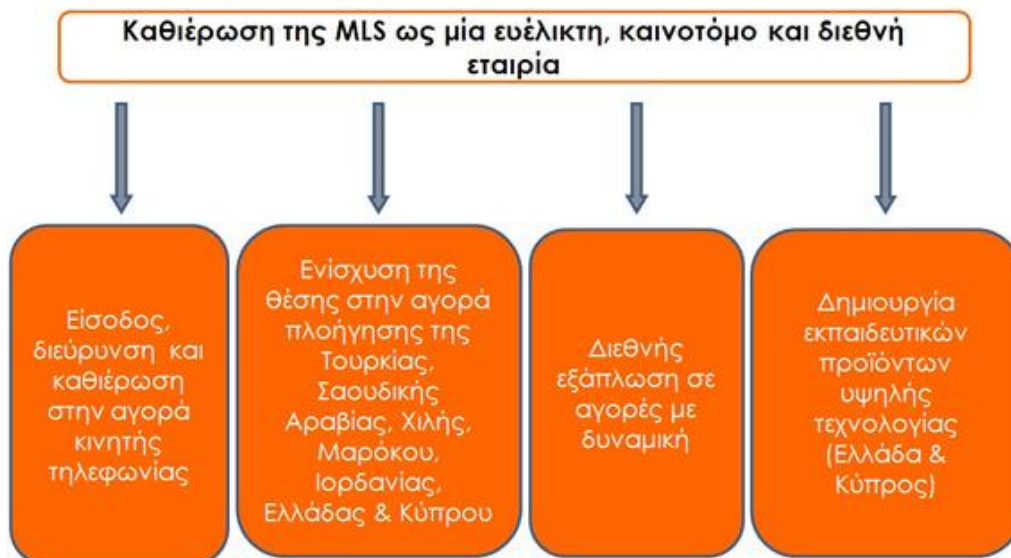 Καθιέρωση της MLS ως μία ευέλικτη, καινοτόμο και διεθνή
εταιρία
Είσοδος,
διεύρυνση και
καθιέρωση
στην αγορά
κινητής
τηλεφωνίας
Ενίσχυση της
θέσης στην αγορά
πλοήγησης της
Τουρκίας,
Σαουδικής
Αραβίας, Χιλής,
Μαρόκου,
Ιορδανίας,
Ελλάδας & Κύπρου
Διεθνής
εξάπλωση σε
αγορές με
δυναμική
Δημιουργία
εκπαιδευτικών
προϊόντων
υψηλής
τεχνολογίας
(Ελλάδα &
Κύπρος)